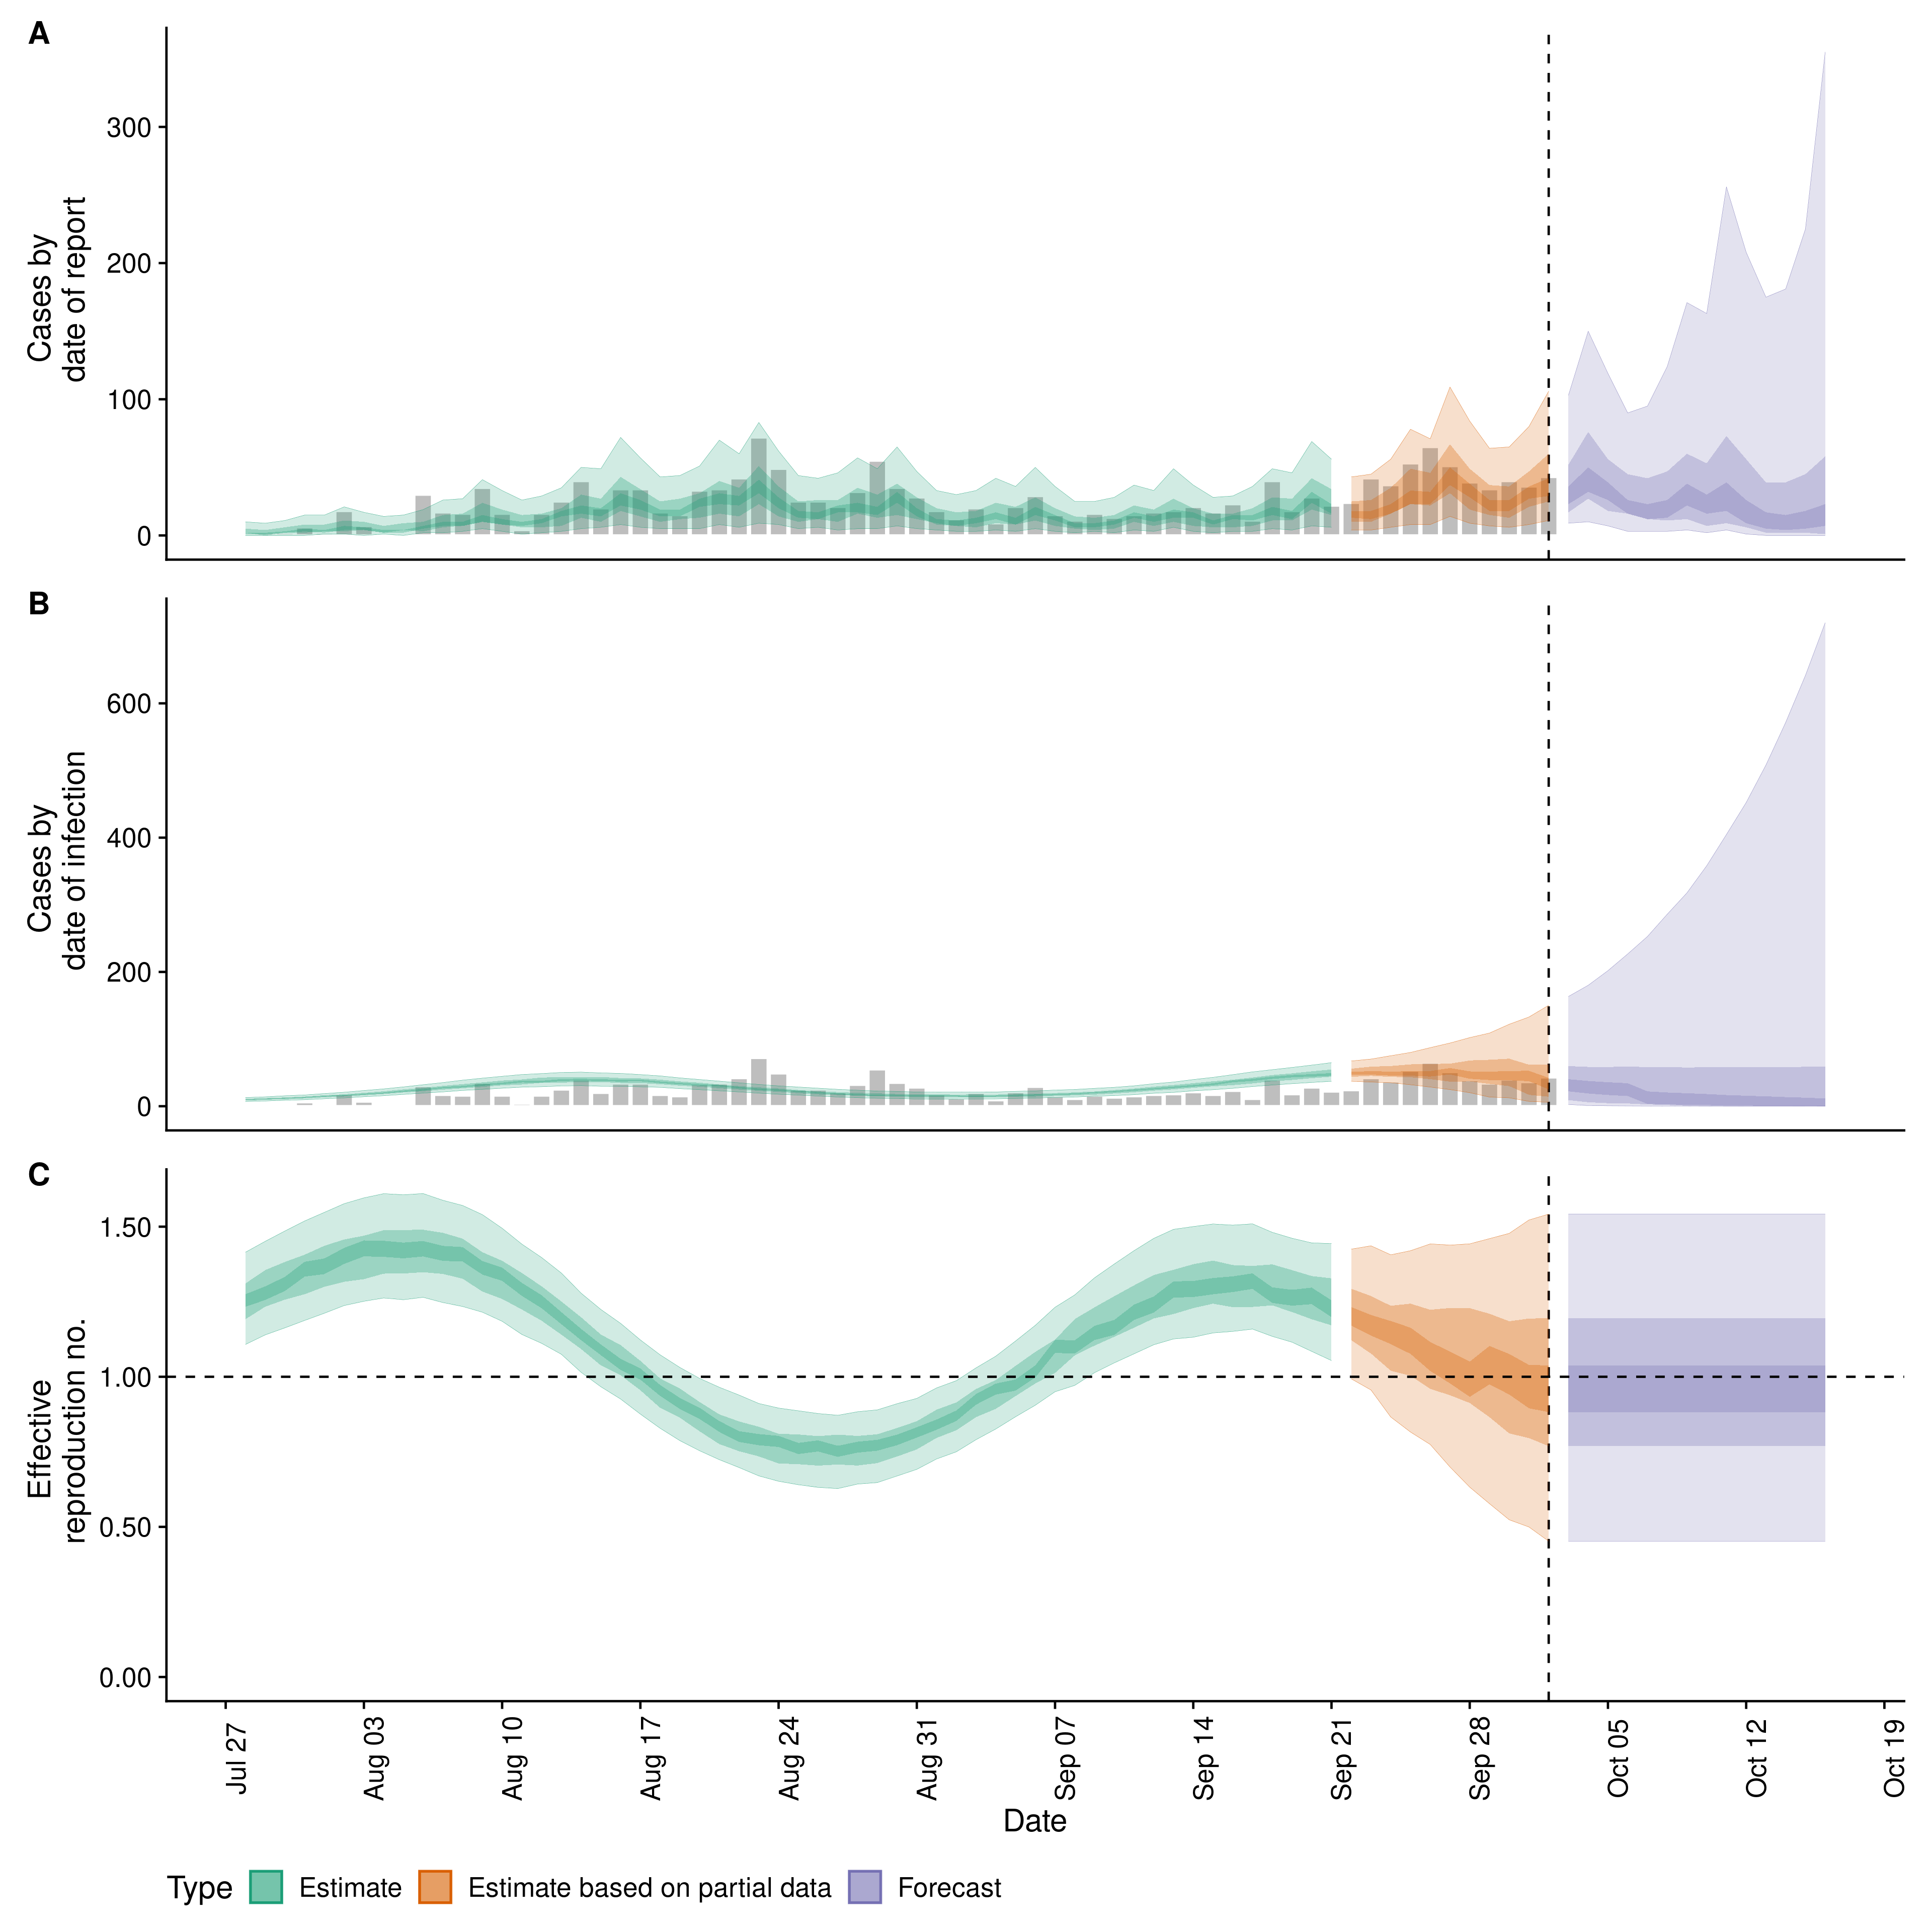 A
Cases by
date of report
300
200
100
0
B
Cases by
date of infection
600
400
200
0
C
Effective
reproduction no.
1.50
1.00
0.50
0.00
Jul 27
Aug 03
Aug 10
Aug 17
Aug 24
Aug 31
Sep 07
Sep 14
Sep 21
Sep 28
Oct 05
Oct 12
Oct 19
Date
Type
Estimate
Estimate based on partial data
Forecast